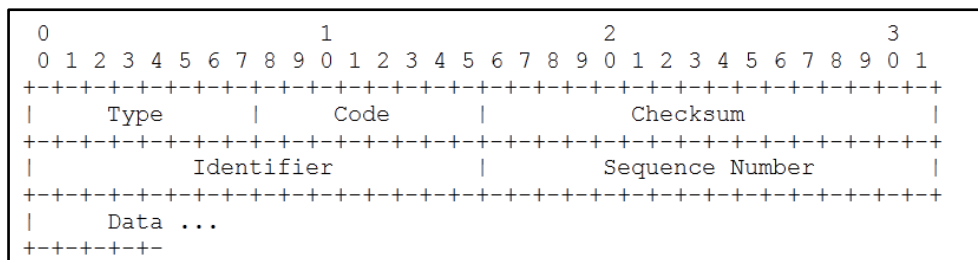 0                   1                   2                   3
0 1 2 3 4 5 6 7 8 9 0 1 2 3 4 5 6 7 8 9 0 1 2 3 4 5 6 7 8 9 0 1
+-+-+-+-+-+-+-+-+-+-+-+-+-+-+-+-+-+-+-+-+-+-+-+-+-+-+-+-+-+-+-+-+
|     Type      |     Code      |          Checksum             |
+-+-+-+-+-+-+-+-+-+-+-+-+-+-+-+-+-+-+-+-+-+-+-+-+-+-+-+-+-+-+-+-+
|           Identifier          |        Sequence Number        |
+-+-+-+-+-+-+-+-+-+-+-+-+-+-+-+-+-+-+-+-+-+-+-+-+-+-+-+-+-+-+-+-+
|     Data ...
+-+-+-+-+-